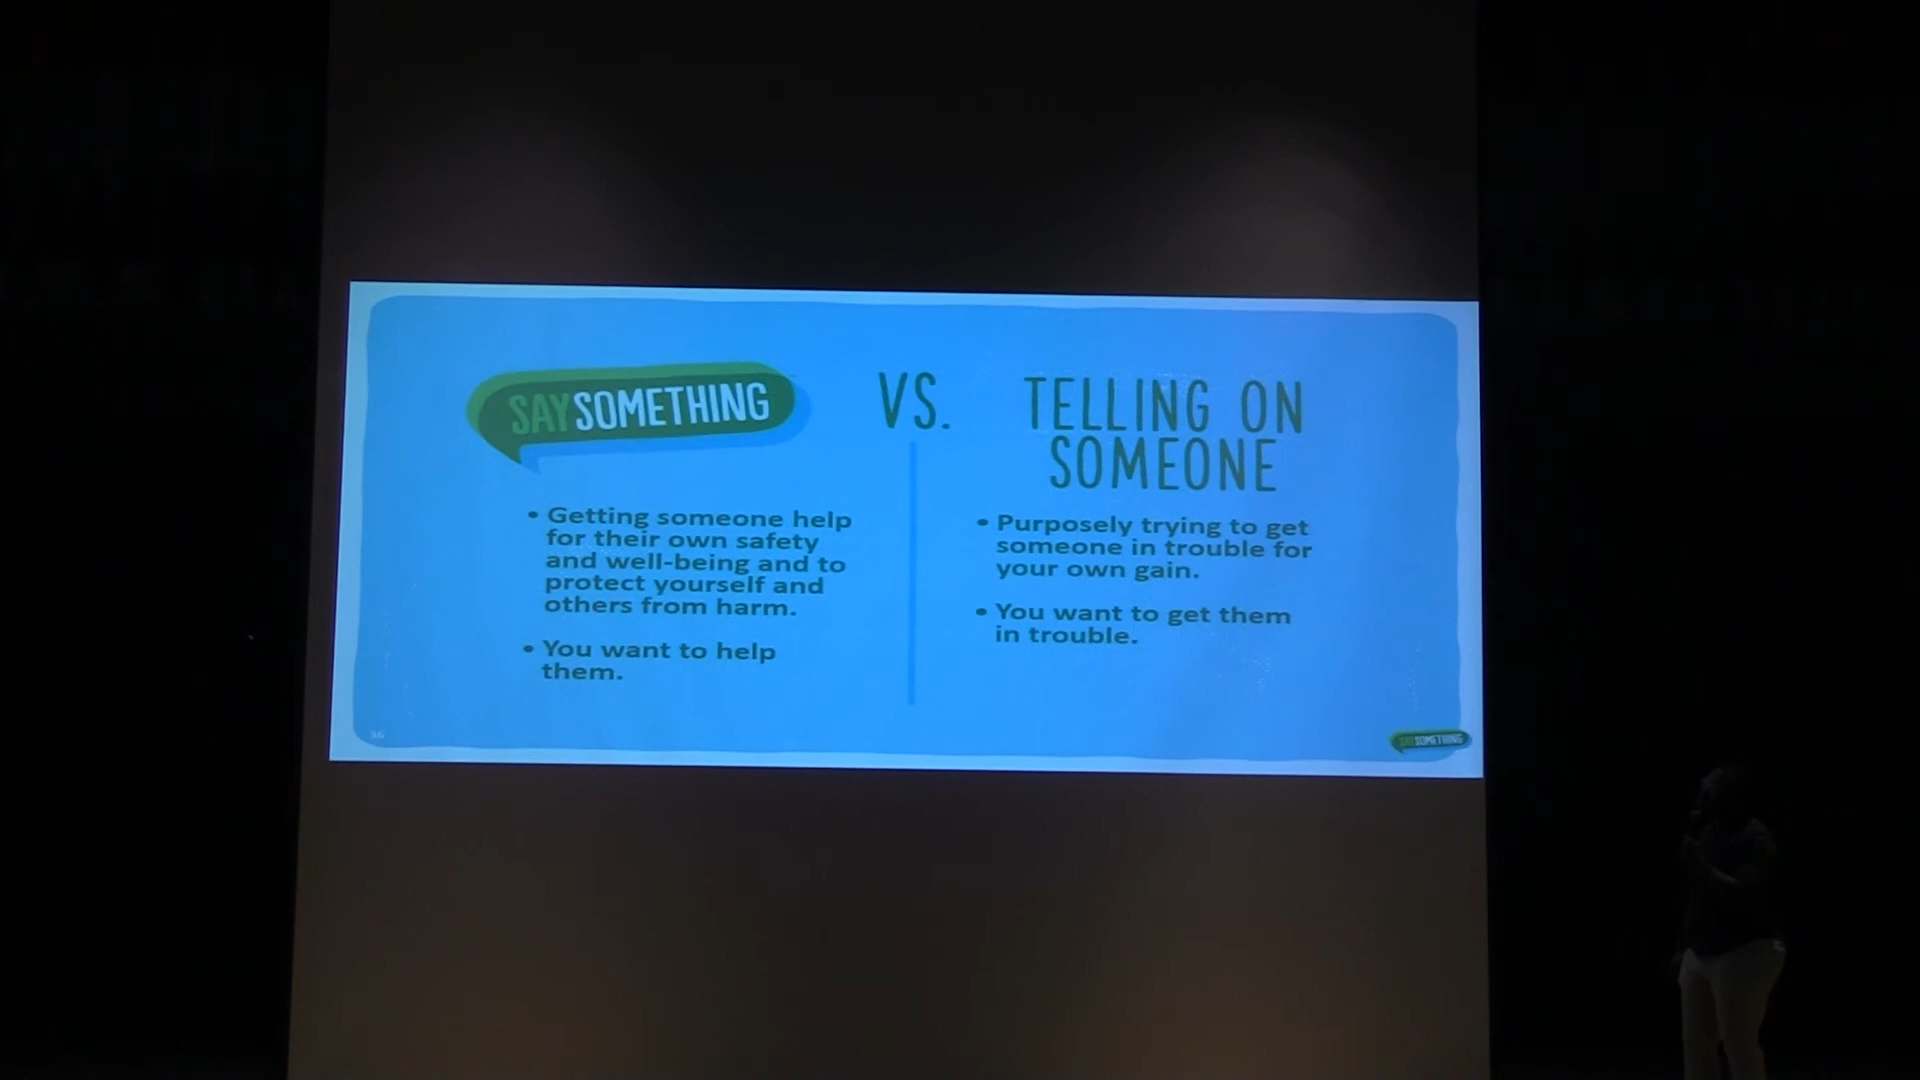 SAYSOMETHING
VS.
TELLING ON
SOMEONE
• Getting someone help
for their own safety
and well-being and to
protect yourself and
others from harm.
• You want to help
them.
• Purposely trying to get
someone in trouble for
your own gain.
• You want to get them
in trouble.
SAYSOMETHING